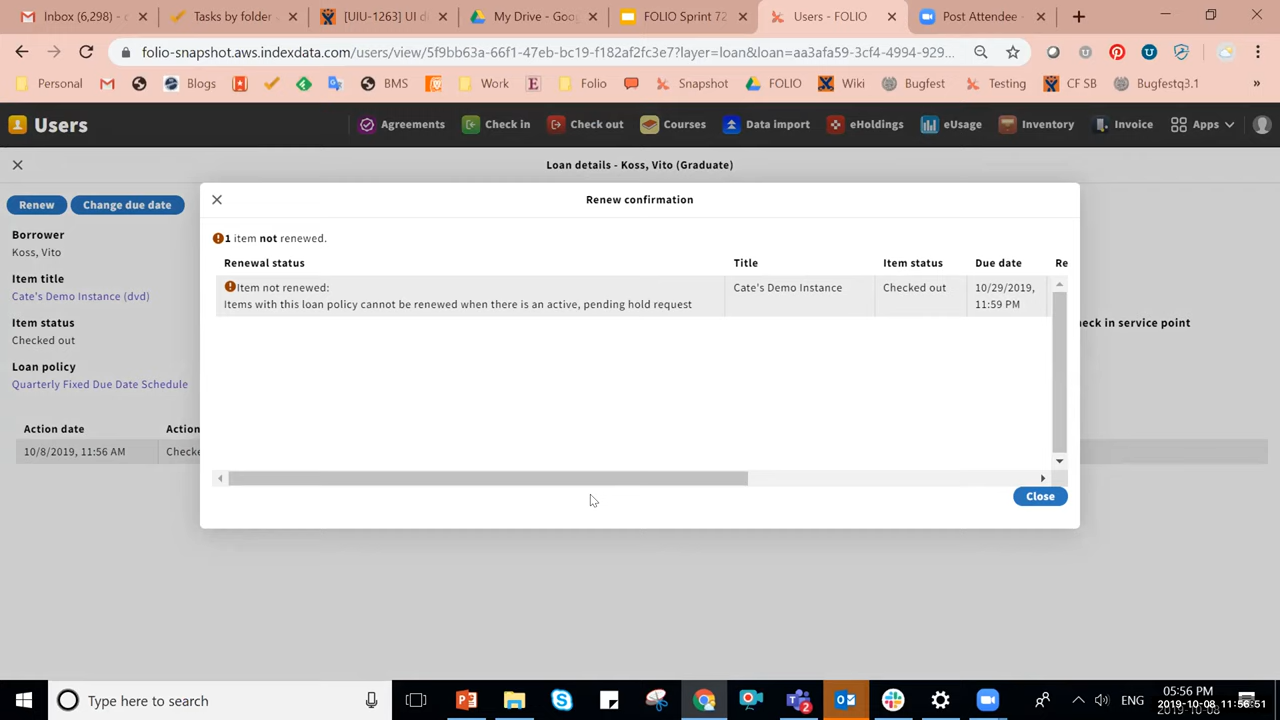 Inbox (6,298) -
Tasks by folder
[UIU-1263] UI d
My Drive - Goo
FOLIO Sprint 72
Users - FOLIO
Post Attendee -
folio-snapshot.aws.indexdata.com/users/view/5f9bb63a-66f1-47eb-bc19-f182af2fc3e7?layer=loan&loan=aa3afa59-3cf4-4994-929...
Personal
Blogs
BMS
Work
Folio
Snapshot
FOLIO
Wiki
Bugfest
Testing
CF SB
Bugfestq3.1
»
Users
Agreements
Check in
Check out
Courses
Data import
eHoldings
eUsage
Inventory
Invoice
Apps
Loan details - Koss, Vito (Graduate)
Renew
Change due date
Borrower
Koss, Vito
Item title
Cate's Demo Instance (dvd)
Item status
Checked out
Loan policy
Quarterly Fixed Due Date Schedule
Action date
Action
10/8/2019, 11:56 AM
Checke
eck in service point
Renew confirmation
1 item not renewed.
Renewal status
Title
Item status
Due date
Re
Item not renewed:
Items with this loan policy cannot be renewed when there is an active, pending hold request
Cate's Demo Instance
Checked out
10/29/2019,
11:59 PM
Close
Type here to search
ENG
05:56 PM
2019-10-08 11:56:51